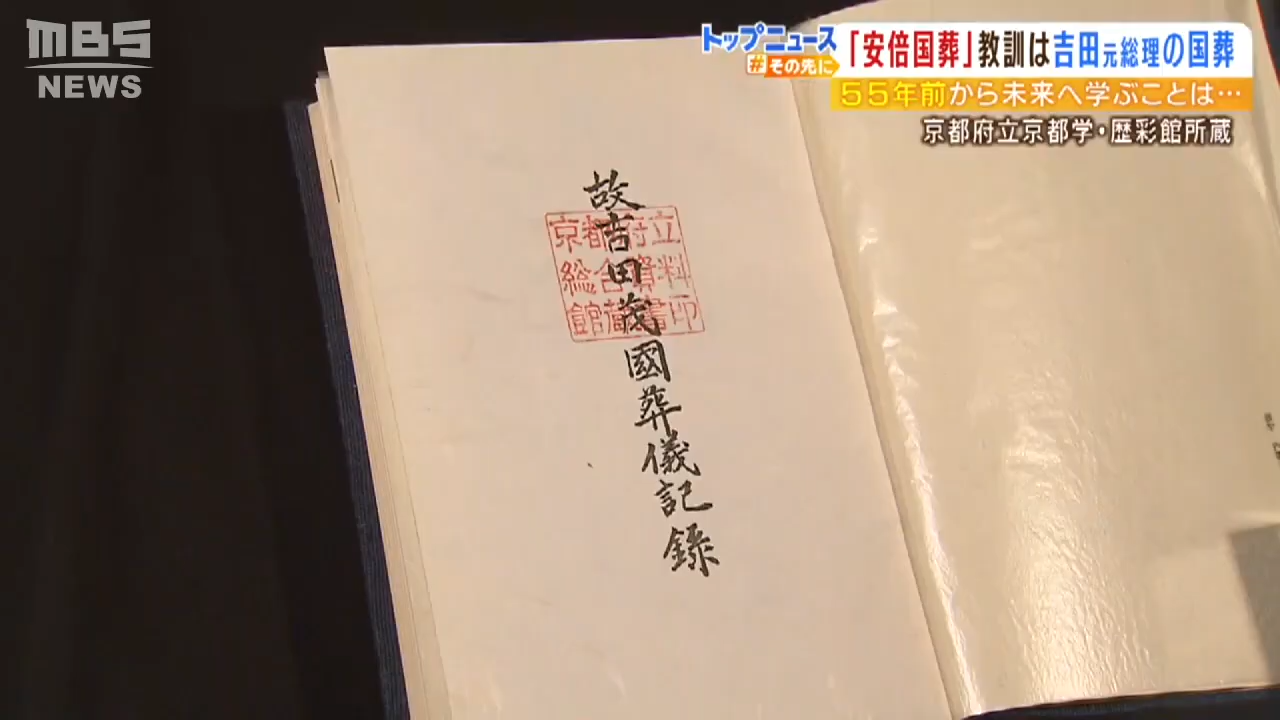 MBS
NEWS
トップニュース
#その先に
「安倍国葬」教訓は吉田元総理の国葬
55年前から未来へ学ぶことは…
京都府立京都学・歴彩館所蔵
故吉田茂國葬儀記録
京都府立
総合資料
館蔵書印